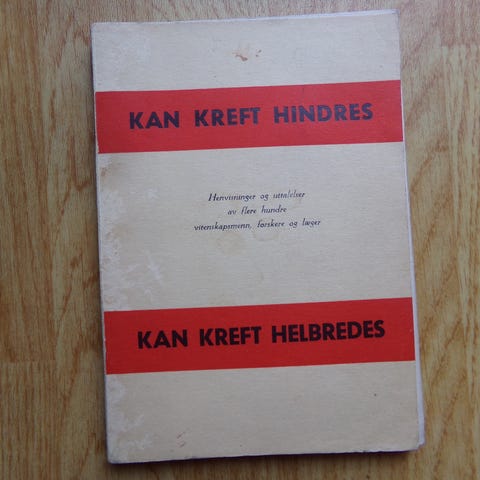 KAN KREFT HINDRES
Henvisninger og uttalelser
av flere hundre
vitenskapsmenn, forskere og læger
KAN KREFT HELBREDES